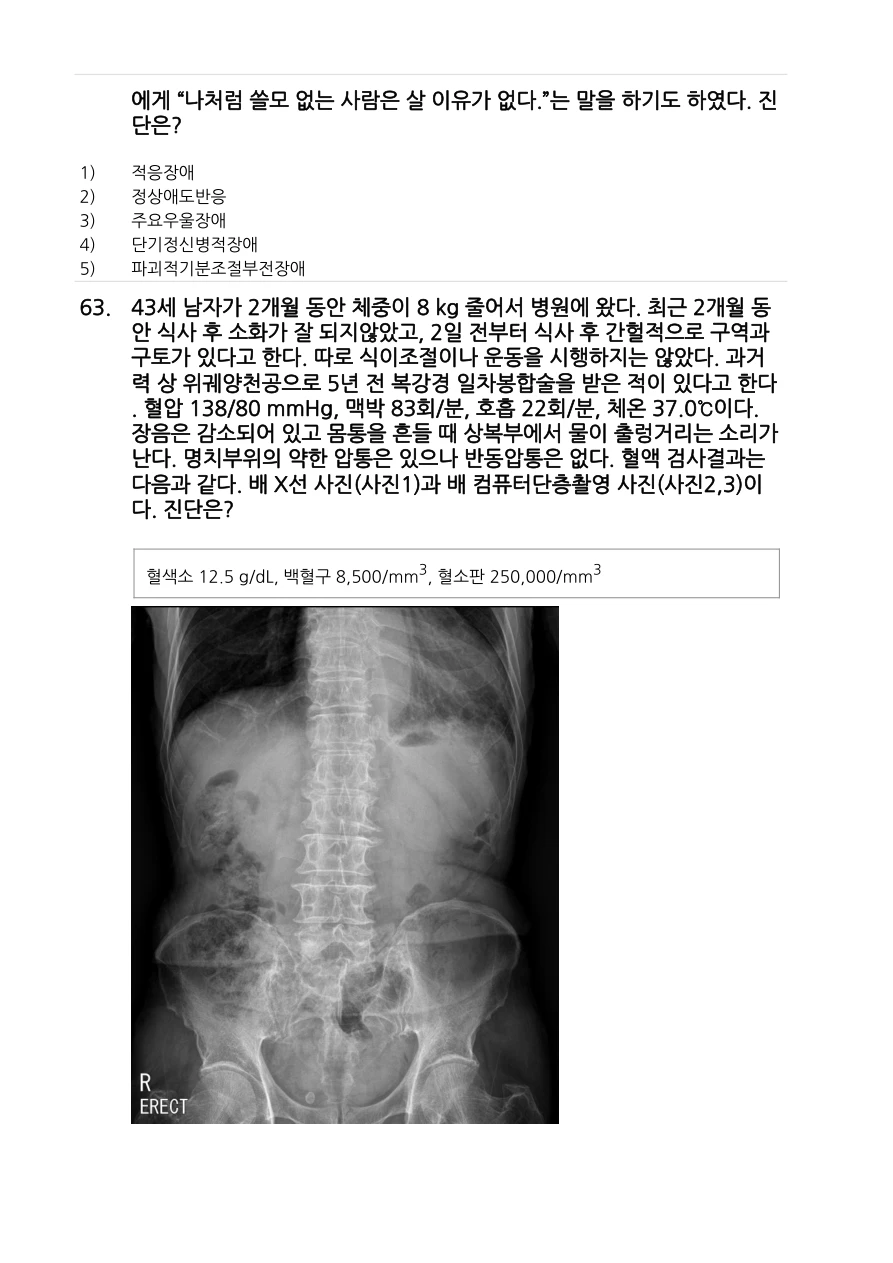 에게 “나처럼 쓸모 없는 사람은 살 이유가 없다.”는 말을 하기도 하였다. 진
단은?
1) 적응장애
2) 정상애도반응
3) 주요우울장애
4) 단기정신병적장애
5) 파괴적기분조절부전장애
63. 43세 남자가 2개월 동안 체중이 8 kg 줄어서 병원에 왔다. 최근 2개월 동
안 식사 후 소화가 잘 되지않았고, 2일 전부터 식사 후 간헐적으로 구역과
구토가 있다고 한다. 따로 식이조절이나 운동을 시행하지는 않았다. 과거
력 상 위궤양천공으로 5년 전 복강경 일차봉합술을 받은 적이 있다고 한다
. 혈압 138/80 mmHg, 맥박 83회/분, 호흡 22회/분, 체온 37.0℃이다.
장음은 감소되어 있고 몸통을 흔들 때 상복부에서 물이 출렁거리는 소리가
난다. 명치부위의 약한 압통은 있으나 반동압통은 없다. 혈액 검사결과는
다음과 같다. 배 X선 사진(사진1)과 배 컴퓨터단층촬영 사진(사진2,3)이
다. 진단은?
혈색소 12.5 g/dL, 백혈구 8,500/mm³, 혈소판 250,000/mm³
R
ERECT